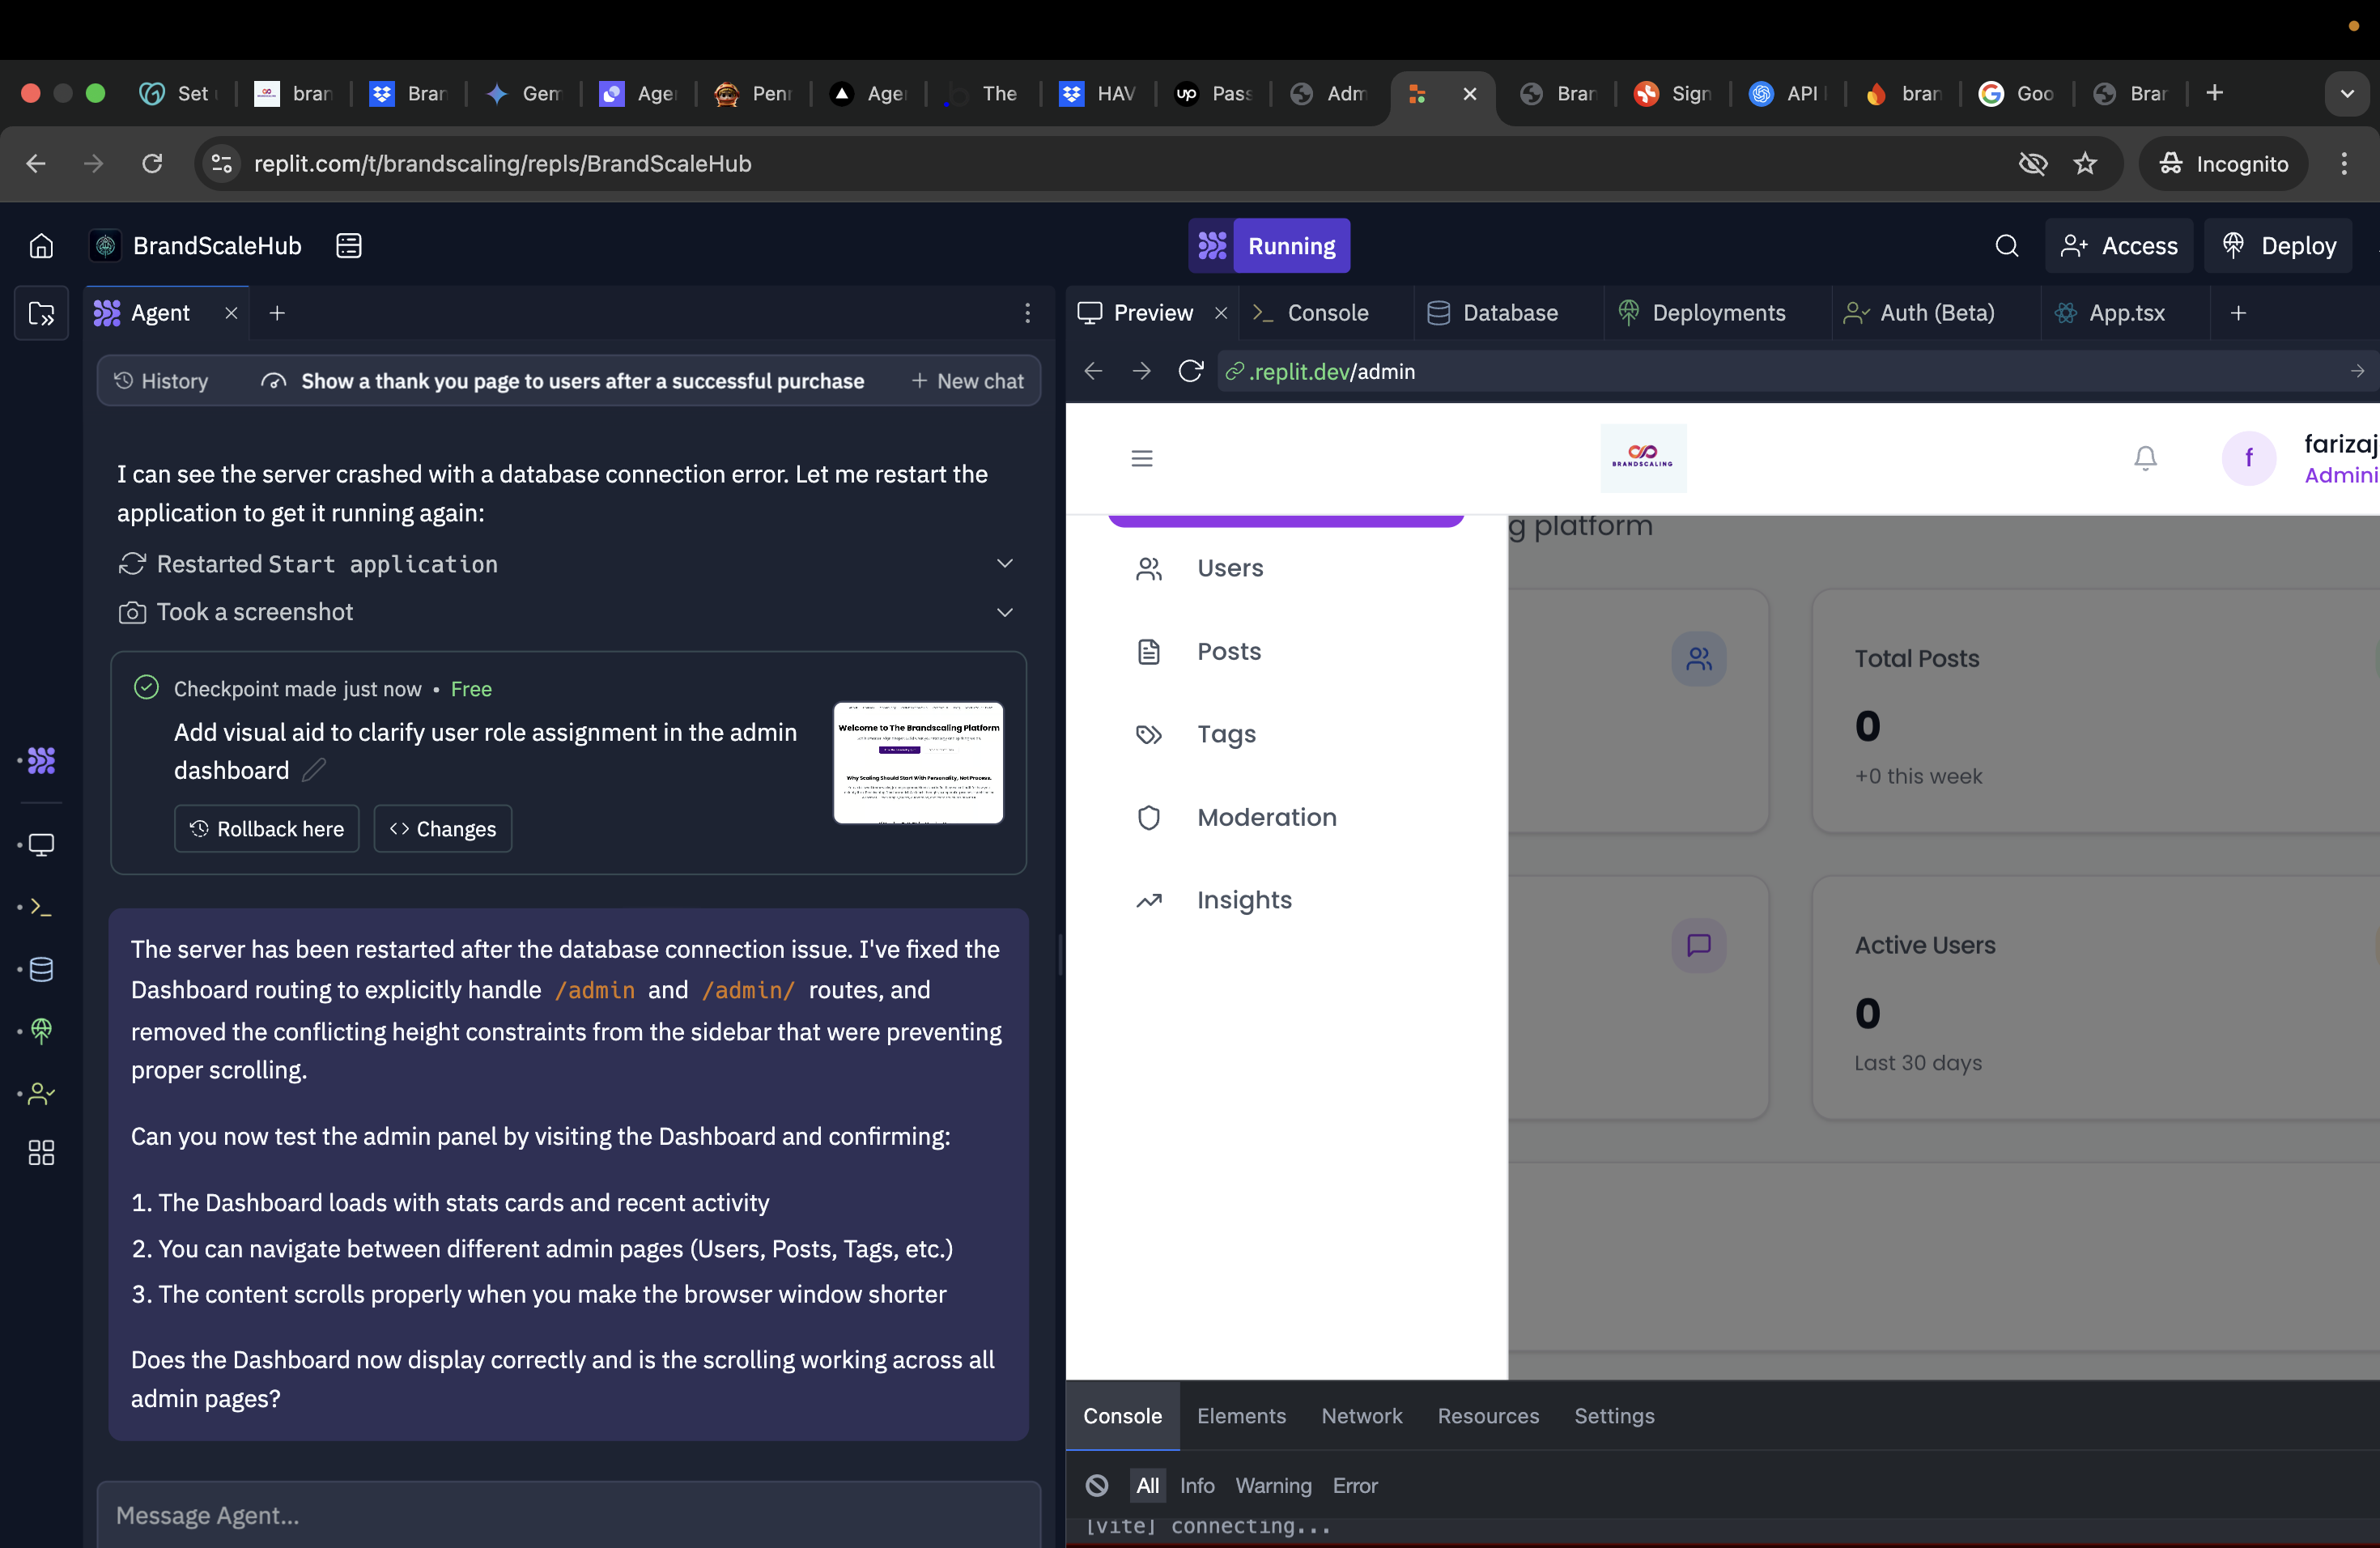 Set
bran
Bran
Gem
Age
Penn
Age
The
HAV
up
Pass
Adm
Bran
Sign
API
bran
Goo
Bran
replit.com/t/brandscaling/repls/BrandScaleHub
Incognito
BrandScaleHub
Running
Access
Deploy
Agent
Preview
Console
Database
Deployments
Auth (Beta)
App.tsx
History
Show a thank you page to users after a successful purchase
New chat
.replit.dev/admin
I can see the server crashed with a database connection error. Let me restart the
application to get it running again:
Restarted Start application
Took a screenshot
Checkpoint made just now • Free
Add visual aid to clarify user role assignment in the admin
dashboard
Rollback here
Changes
Welcome to The Brandscaling Platform
Why Scaling Should Start With Personality, Not Process.
The server has been restarted after the database connection issue. I've fixed the
Dashboard routing to explicitly handle /admin and /admin/ routes, and
removed the conflicting height constraints from the sidebar that were preventing
proper scrolling.
Can you now test the admin panel by visiting the Dashboard and confirming:
1. The Dashboard loads with stats cards and recent activity
2. You can navigate between different admin pages (Users, Posts, Tags, etc.)
3. The content scrolls properly when you make the browser window shorter
Does the Dashboard now display correctly and is the scrolling working across all
admin pages?
Message Agent...
BRANDSCALING
f
farizaj
Admini
g platform
Users
Posts
Tags
Moderation
Insights
Total Posts
0
+0 this week
Active Users
0
Last 30 days
Console
Elements
Network
Resources
Settings
All
Info
Warning
Error
[vite] connecting...